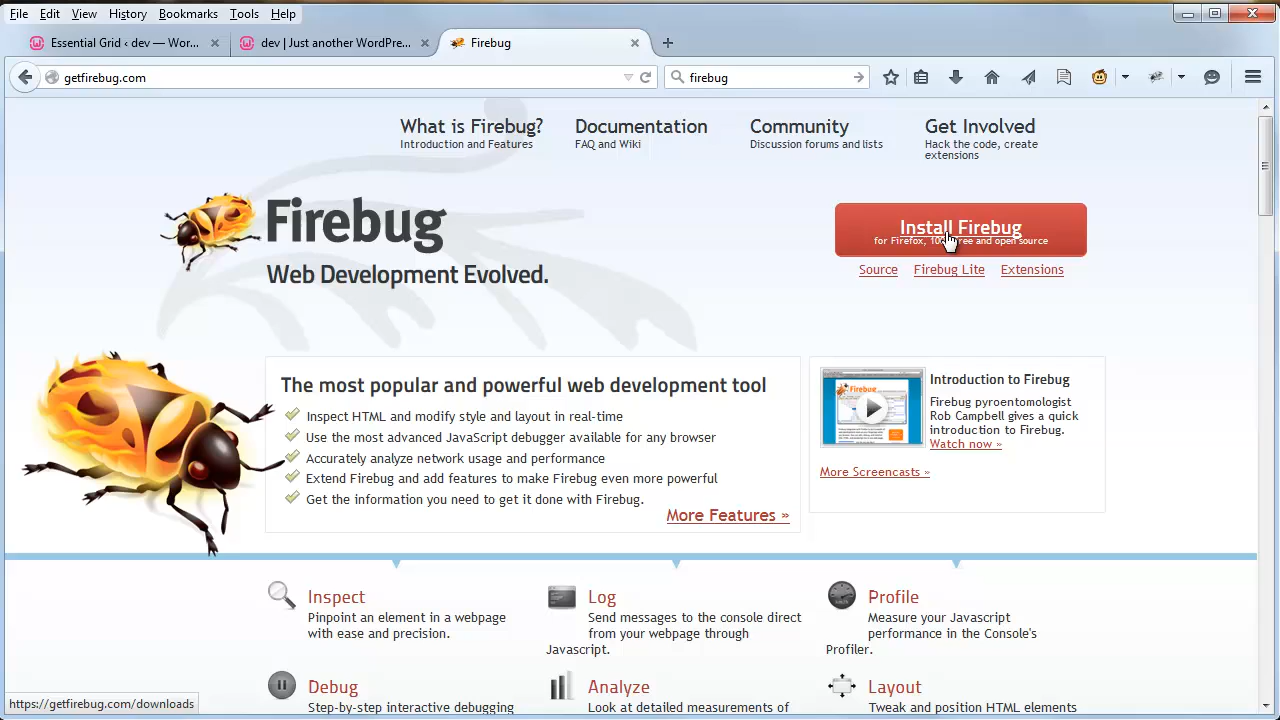 File Edit View History Bookmarks Tools Help
Essential Grid ‹ dev — Wor...
dev | Just another WordPre...
Firebug
getfirebug.com
firebug
What is Firebug?
Introduction and Features
Documentation
FAQ and Wiki
Community
Discussion forums and lists
Get Involved
Hack the code, create
extensions
Firebug
Web Development Evolved.
Install Firebug
for Firefox, 100% free and open source
Source Firebug Lite Extensions
The most popular and powerful web development tool
Inspect HTML and modify style and layout in real-time
Use the most advanced JavaScript debugger available for any browser
Accurately analyze network usage and performance
Extend Firebug and add features to make Firebug even more powerful
Get the information you need to get it done with Firebug.
More Features »
Firebug
Introduction to Firebug
Firebug pyroentomologist
Rob Campbell gives a quick
introduction to Firebug.
Watch now »
More Screencasts »
Inspect
Pinpoint an element in a webpage
with ease and precision.
Log
Send messages to the console direct
from your webpage through
Javascript.
Profile
Measure your Javascript
performance in the Console's
Profiler.
Debug
Step-by-step interactive debugging
Analyze
Look at detailed measurements of
Layout
Tweak and position HTML elements
https://getfirebug.com/downloads